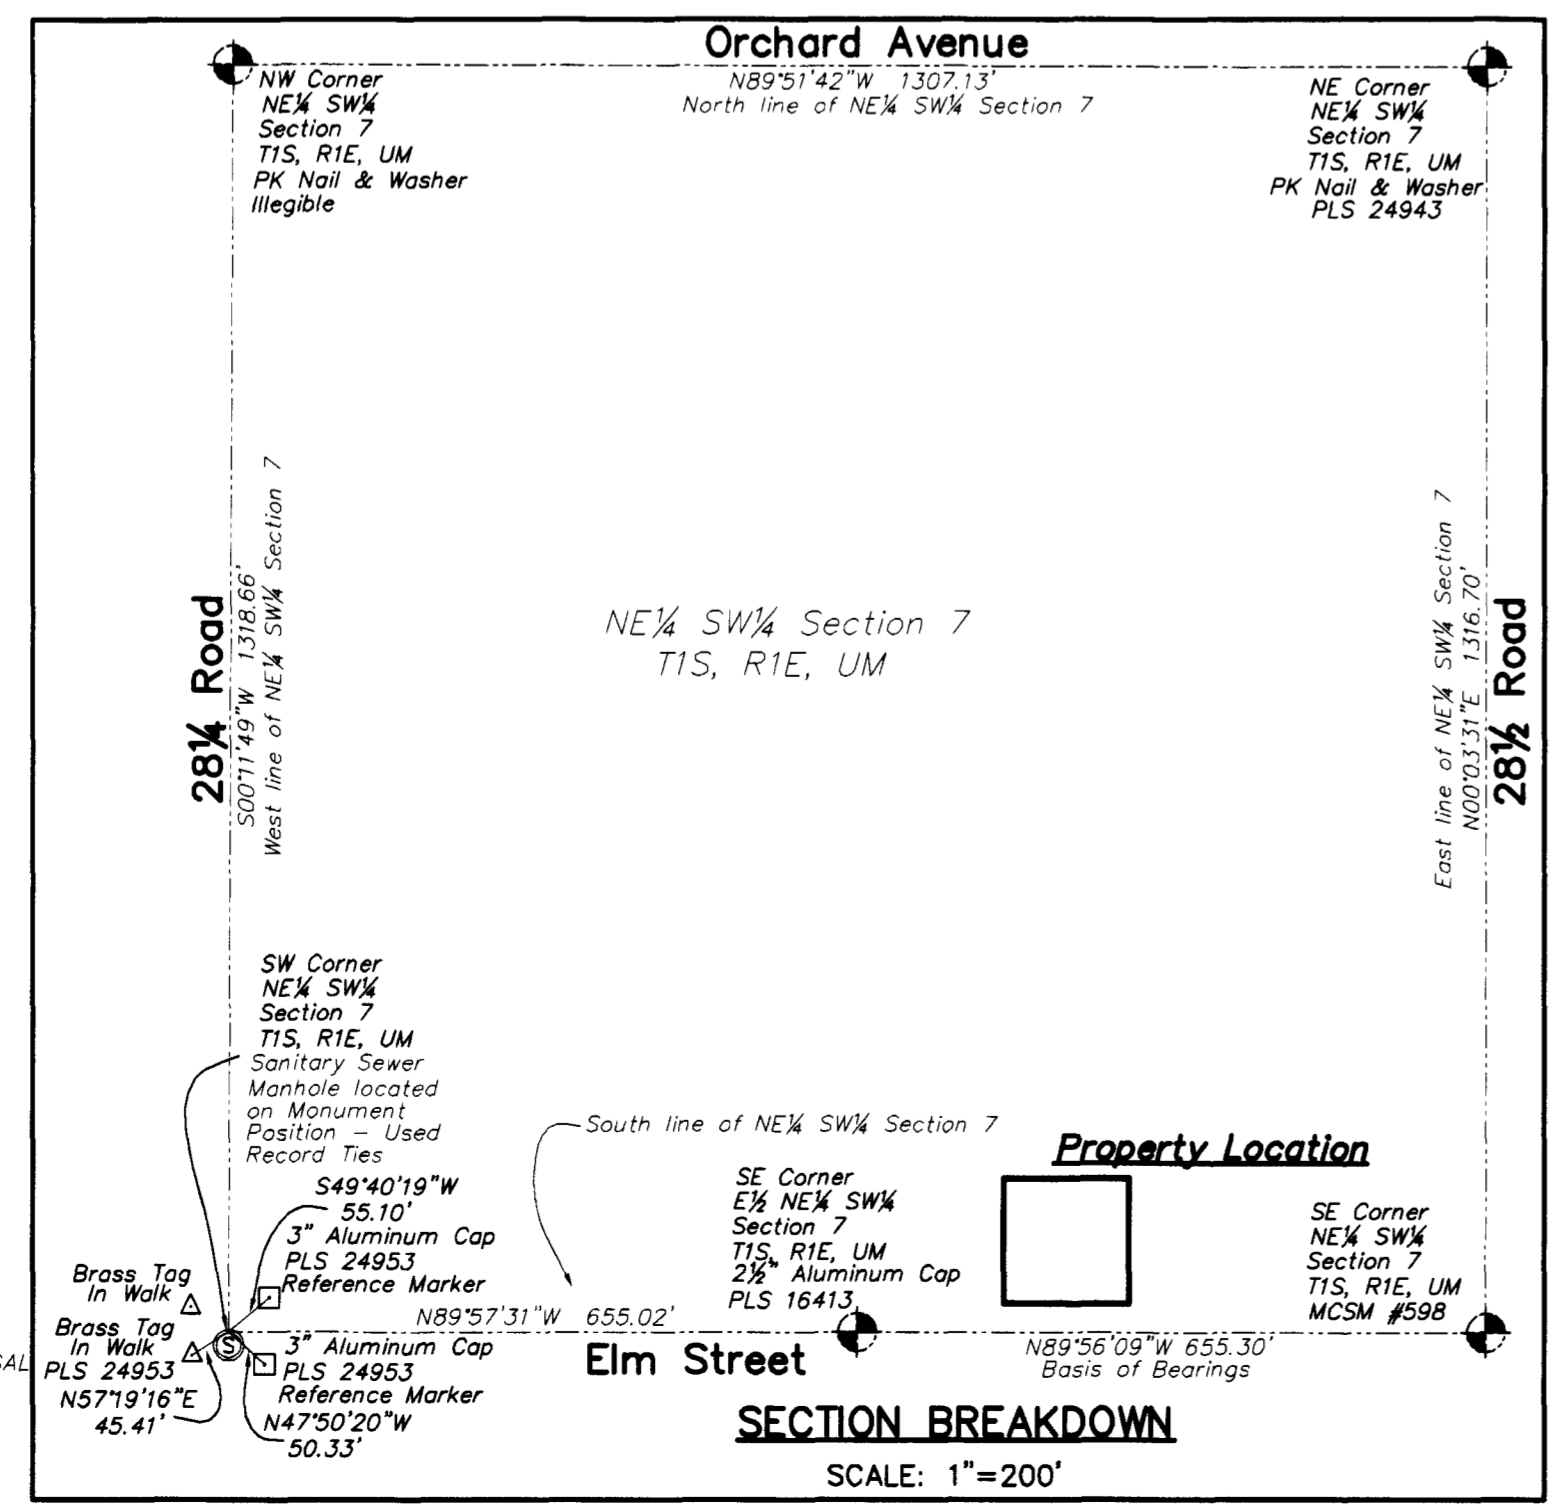 Orchard Avenue
N89°51'42"W 1307.13'
North line of NE¼ SW¼ Section 7
NW Corner
NE¼ SW¼
Section 7
T1S, R1E, UM
PK Nail & Washer
Illegible
NE Corner
NE¼ SW¼
Section 7
T1S, R1E, UM
PK Nail & Washer
PLS 24943
28¼ Road
S00°11'49"W 1318.66'
West line of NE¼ SW¼ Section 7
NE¼ SW¼ Section 7
T1S, R1E, UM
East line of NE¼ SW¼ Section 7
N00°03'31"E 1316.70'
28½ Road
SW Corner
NE¼ SW¼
Section 7
T1S, R1E, UM
Sanitary Sewer
Manhole located
on Monument
Position – Used
Record Ties
S49°40'19"W
55.10'
3" Aluminum Cap
PLS 24953
Reference Marker
Brass Tag
In Walk
Brass Tag
In Walk
PLS 24953
N57°19'16"E
45.41'
S
3" Aluminum Cap
PLS 24953
Reference Marker
N47°50'20"W
50.33'
South line of NE¼ SW¼ Section 7
N89°57'31"W 655.02'
Elm Street
SE Corner
E½ NE¼ SW¼
Section 7
T1S, R1E, UM
2½" Aluminum Cap
PLS 16413
Property Location
SE Corner
NE¼ SW¼
Section 7
T1S, R1E, UM
MCSM #598
N89°56'09"W 655.30'
Basis of Bearings
SECTION BREAKDOWN
SCALE: 1"=200'